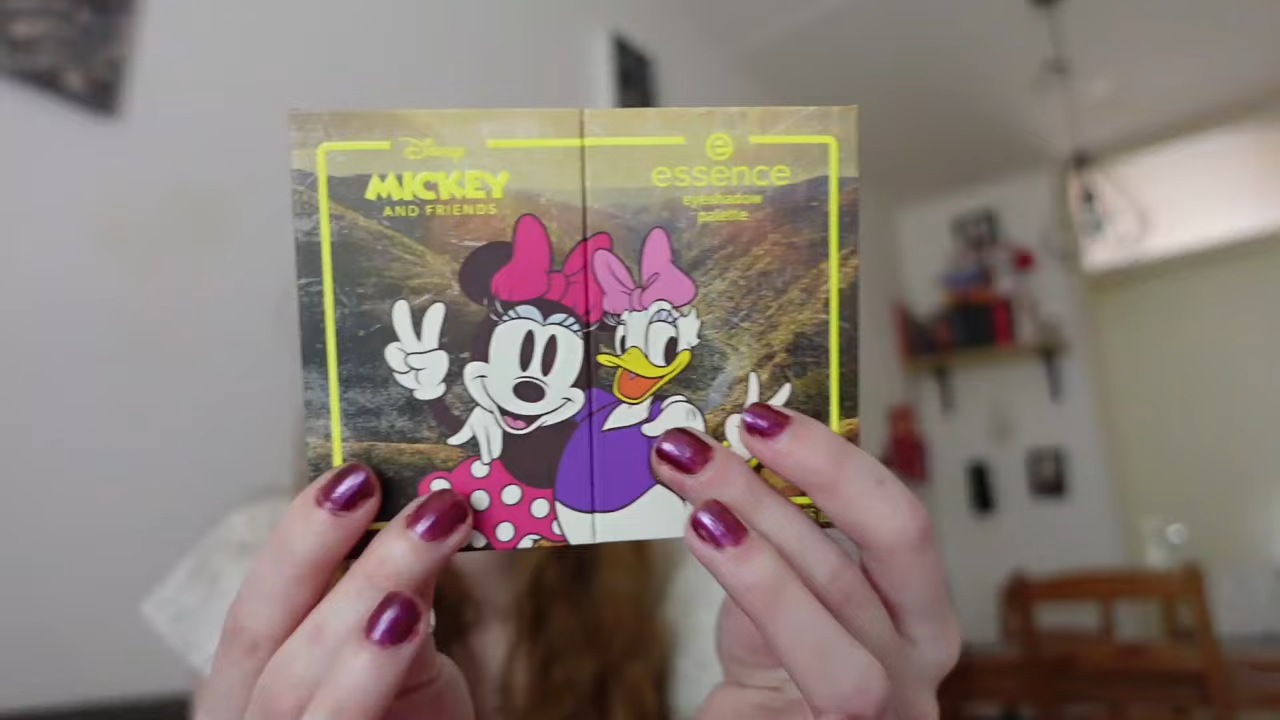 Disney
MICKEY
AND FRIENDS
e
essence
eyeshadow
palette